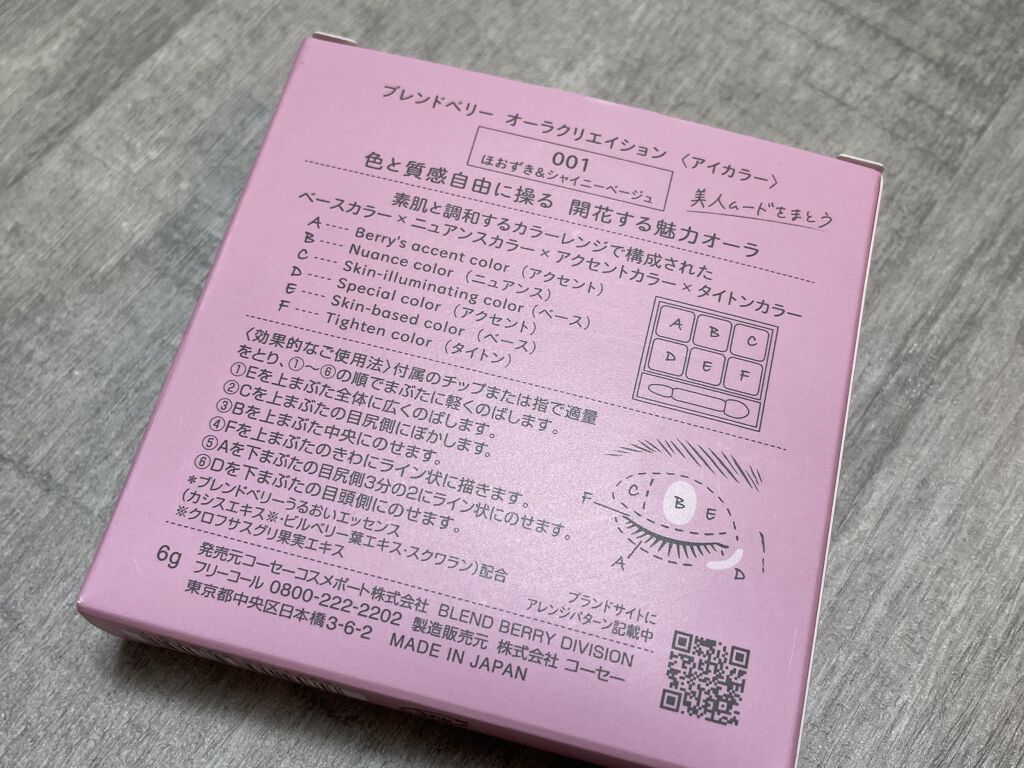 ブレンドベリー オーラクリエイション 〈アイカラー〉
001
ほおずき&シャイニーベージュ
美人ムードをまとう
色と質感自由に操る 開花する魅力オーラ
素肌と調和するカラーレンジで構成された
ベースカラー×ニュアンスカラー×アクセントカラー×タイトンカラー
A ---- Berry's accent color (アクセント)
B ---- Nuance color (ニュアンス)
C ---- Skin-illuminating color (ベース)
D ---- Special color (アクセント)
E ---- Skin-based color (ベース)
F ---- Tighten color (タイトン)
A B C
D E F
〈効果的なご使用法〉付属のチップまたは指で適量
をとり、①〜⑥の順でまぶたに軽くのばします。
①Eを上まぶた全体に広くのばします。
②Cを上まぶたの目尻側にぼかします。
③Bを上まぶた中央にのせます。
④Fを上まぶたのきわにライン状に描きます。
⑤Aを下まぶたの目尻側3分の2にライン状にのせます。
⑥Dを下まぶたの目頭側にのせます。
F C B E
A D
*ブレンドベリーうるおいエッセンス
(カシスエキス※・ビルベリー葉エキス・スクワラン)配合
※クロフサスグリ果実エキス
ブランドサイトに
アレンジパターン記載中
6g
発売元コーセーコスメポート株式会社 BLEND BERRY DIVISION
フリーコール 0800-222-2202 製造販売元 株式会社 コーセー
東京都中央区日本橋3-6-2 MADE IN JAPAN